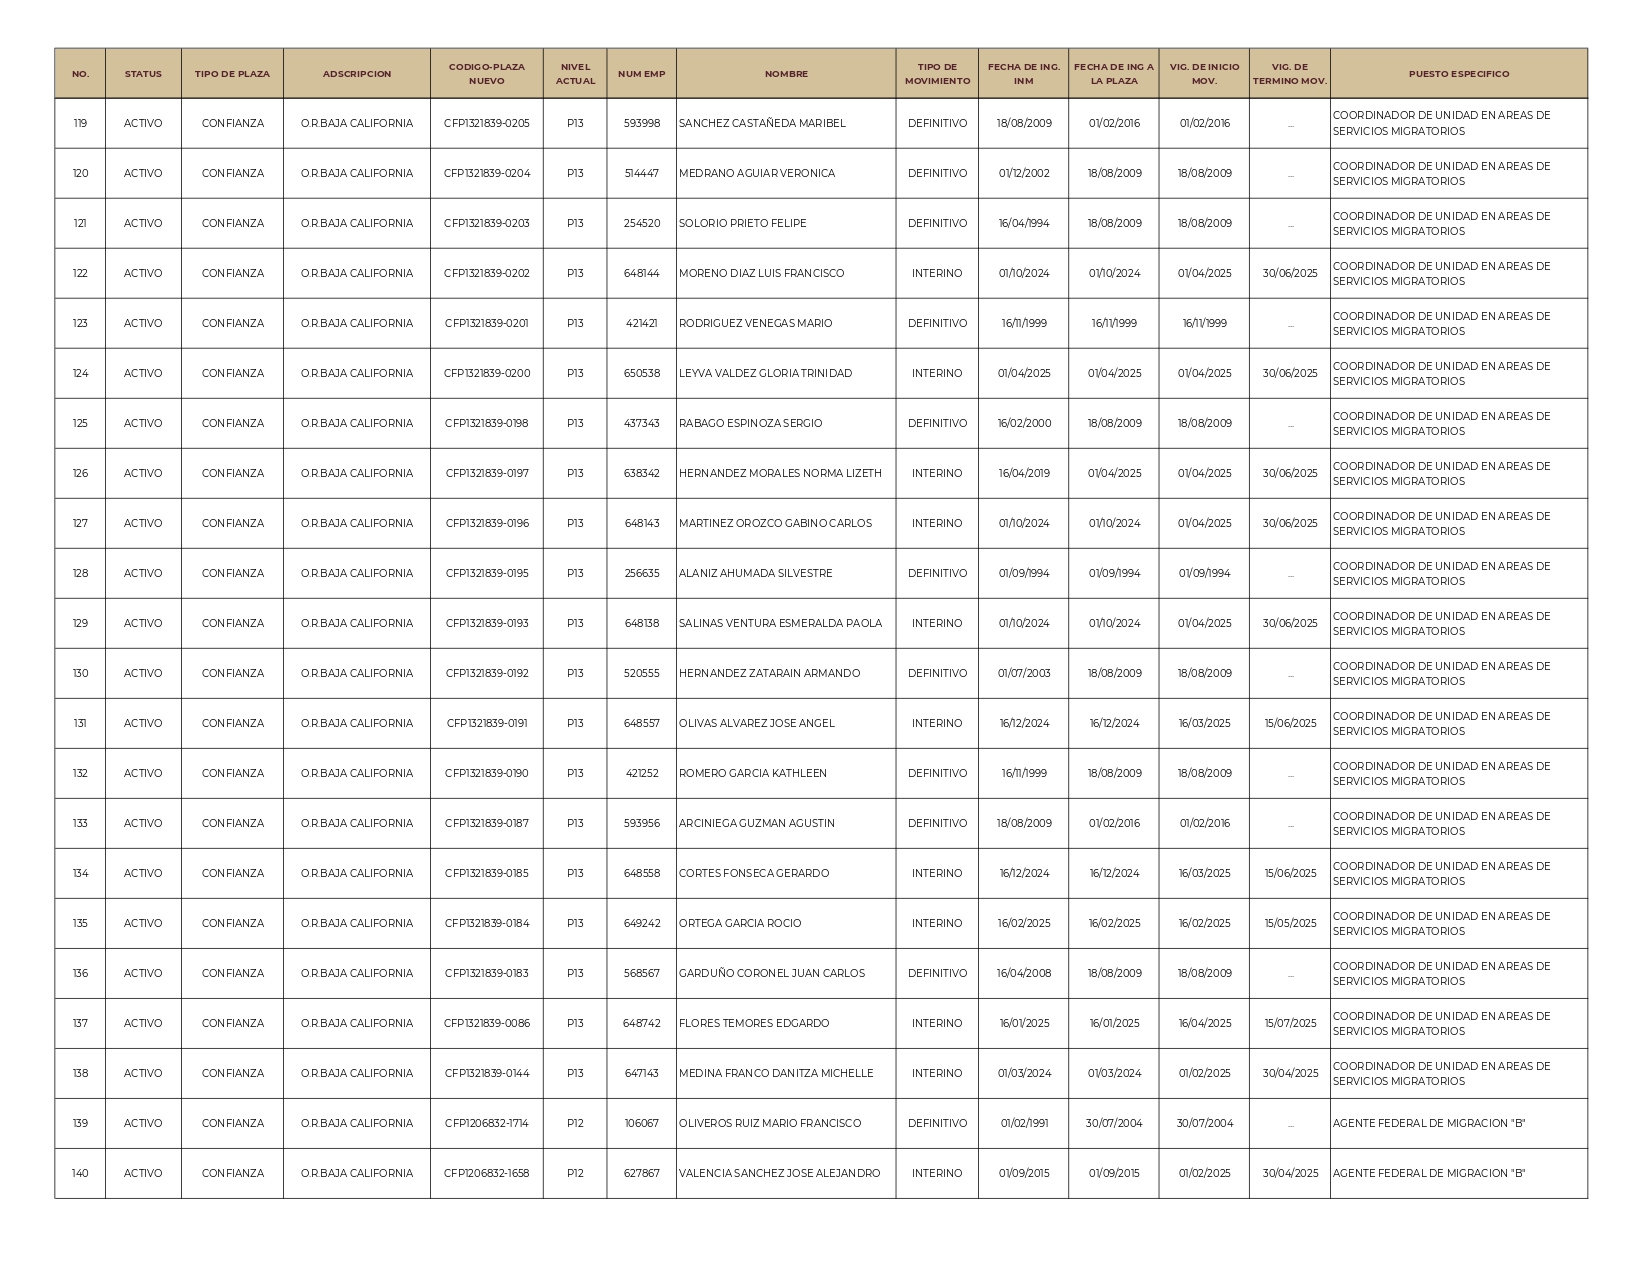 NO. STATUS TIPO DE PLAZA ADSCRIPCION CODIGO-PLAZA NUEVO NIVEL ACTUAL NUM EMP NOMBRE TIPO DE MOVIMIENTO FECHA DE ING. INM FECHA DE ING A LA PLAZA VIG. DE INICIO MOV. VIG. DE TERMINO MOV. PUESTO ESPECIFICO
119 ACTIVO CONFIANZA O.R.BAJA CALIFORNIA CFP1321839-0205 P13 593998 SANCHEZ CASTAÑEDA MARIBEL DEFINITIVO 18/08/2009 01/02/2016 01/02/2016 ... COORDINADOR DE UNIDAD EN AREAS DE SERVICIOS MIGRATORIOS
120 ACTIVO CONFIANZA O.R.BAJA CALIFORNIA CFP1321839-0204 P13 514447 MEDRANO AGUIAR VERONICA DEFINITIVO 01/12/2002 18/08/2009 18/08/2009 ... COORDINADOR DE UNIDAD EN AREAS DE SERVICIOS MIGRATORIOS
121 ACTIVO CONFIANZA O.R.BAJA CALIFORNIA CFP1321839-0203 P13 254520 SOLORIO PRIETO FELIPE DEFINITIVO 16/04/1994 18/08/2009 18/08/2009 ... COORDINADOR DE UNIDAD EN AREAS DE SERVICIOS MIGRATORIOS
122 ACTIVO CONFIANZA O.R.BAJA CALIFORNIA CFP1321839-0202 P13 648144 MORENO DIAZ LUIS FRANCISCO INTERINO 01/10/2024 01/10/2024 01/04/2025 30/06/2025 COORDINADOR DE UNIDAD EN AREAS DE SERVICIOS MIGRATORIOS
123 ACTIVO CONFIANZA O.R.BAJA CALIFORNIA CFP1321839-0201 P13 421421 RODRIGUEZ VENEGAS MARIO DEFINITIVO 16/11/1999 16/11/1999 16/11/1999 ... COORDINADOR DE UNIDAD EN AREAS DE SERVICIOS MIGRATORIOS
124 ACTIVO CONFIANZA O.R.BAJA CALIFORNIA CFP1321839-0200 P13 650538 LEYVA VALDEZ GLORIA TRINIDAD INTERINO 01/04/2025 01/04/2025 01/04/2025 30/06/2025 COORDINADOR DE UNIDAD EN AREAS DE SERVICIOS MIGRATORIOS
125 ACTIVO CONFIANZA O.R.BAJA CALIFORNIA CFP1321839-0198 P13 437343 RABAGO ESPINOZA SERGIO DEFINITIVO 16/02/2000 18/08/2009 18/08/2009 ... COORDINADOR DE UNIDAD EN AREAS DE SERVICIOS MIGRATORIOS
126 ACTIVO CONFIANZA O.R.BAJA CALIFORNIA CFP1321839-0197 P13 638342 HERNANDEZ MORALES NORMA LIZETH INTERINO 16/04/2019 01/04/2025 01/04/2025 30/06/2025 COORDINADOR DE UNIDAD EN AREAS DE SERVICIOS MIGRATORIOS
127 ACTIVO CONFIANZA O.R.BAJA CALIFORNIA CFP1321839-0196 P13 648143 MARTINEZ OROZCO GABINO CARLOS INTERINO 01/10/2024 01/10/2024 01/04/2025 30/06/2025 COORDINADOR DE UNIDAD EN AREAS DE SERVICIOS MIGRATORIOS
128 ACTIVO CONFIANZA O.R.BAJA CALIFORNIA CFP1321839-0195 P13 256635 ALANIZ AHUMADA SILVESTRE DEFINITIVO 01/09/1994 01/09/1994 01/09/1994 ... COORDINADOR DE UNIDAD EN AREAS DE SERVICIOS MIGRATORIOS
129 ACTIVO CONFIANZA O.R.BAJA CALIFORNIA CFP1321839-0193 P13 648138 SALINAS VENTURA ESMERALDA PAOLA INTERINO 01/10/2024 01/10/2024 01/04/2025 30/06/2025 COORDINADOR DE UNIDAD EN AREAS DE SERVICIOS MIGRATORIOS
130 ACTIVO CONFIANZA O.R.BAJA CALIFORNIA CFP1321839-0192 P13 520555 HERNANDEZ ZATARAIN ARMANDO DEFINITIVO 01/07/2003 18/08/2009 18/08/2009 ... COORDINADOR DE UNIDAD EN AREAS DE SERVICIOS MIGRATORIOS
131 ACTIVO CONFIANZA O.R.BAJA CALIFORNIA CFP1321839-0191 P13 648557 OLIVAS ALVAREZ JOSE ANGEL INTERINO 16/12/2024 16/12/2024 16/03/2025 15/06/2025 COORDINADOR DE UNIDAD EN AREAS DE SERVICIOS MIGRATORIOS
132 ACTIVO CONFIANZA O.R.BAJA CALIFORNIA CFP1321839-0190 P13 421252 ROMERO GARCIA KATHLEEN DEFINITIVO 16/11/1999 18/08/2009 18/08/2009 ... COORDINADOR DE UNIDAD EN AREAS DE SERVICIOS MIGRATORIOS
133 ACTIVO CONFIANZA O.R.BAJA CALIFORNIA CFP1321839-0187 P13 593956 ARCINIEGA GUZMAN AGUSTIN DEFINITIVO 18/08/2009 01/02/2016 01/02/2016 ... COORDINADOR DE UNIDAD EN AREAS DE SERVICIOS MIGRATORIOS
134 ACTIVO CONFIANZA O.R.BAJA CALIFORNIA CFP1321839-0185 P13 648558 CORTES FONSECA GERARDO INTERINO 16/12/2024 16/12/2024 16/03/2025 15/06/2025 COORDINADOR DE UNIDAD EN AREAS DE SERVICIOS MIGRATORIOS
135 ACTIVO CONFIANZA O.R.BAJA CALIFORNIA CFP1321839-0184 P13 649242 ORTEGA GARCIA ROCIO INTERINO 16/02/2025 16/02/2025 16/02/2025 15/05/2025 COORDINADOR DE UNIDAD EN AREAS DE SERVICIOS MIGRATORIOS
136 ACTIVO CONFIANZA O.R.BAJA CALIFORNIA CFP1321839-0183 P13 568567 GARDUÑO CORONEL JUAN CARLOS DEFINITIVO 16/04/2008 18/08/2009 18/08/2009 ... COORDINADOR DE UNIDAD EN AREAS DE SERVICIOS MIGRATORIOS
137 ACTIVO CONFIANZA O.R.BAJA CALIFORNIA CFP1321839-0086 P13 648742 FLORES TEMORES EDGARDO INTERINO 16/01/2025 16/01/2025 16/04/2025 15/07/2025 COORDINADOR DE UNIDAD EN AREAS DE SERVICIOS MIGRATORIOS
138 ACTIVO CONFIANZA O.R.BAJA CALIFORNIA CFP1321839-0144 P13 647143 MEDINA FRANCO DANITZA MICHELLE INTERINO 01/03/2024 01/03/2024 01/02/2025 30/04/2025 COORDINADOR DE UNIDAD EN AREAS DE SERVICIOS MIGRATORIOS
139 ACTIVO CONFIANZA O.R.BAJA CALIFORNIA CFP1206832-1714 P12 106067 OLIVEROS RUIZ MARIO FRANCISCO DEFINITIVO 01/02/1991 30/07/2004 30/07/2004 ... AGENTE FEDERAL DE MIGRACION "B"
140 ACTIVO CONFIANZA O.R.BAJA CALIFORNIA CFP1206832-1658 P12 627867 VALENCIA SANCHEZ JOSE ALEJANDRO INTERINO 01/09/2015 01/09/2015 01/02/2025 30/04/2025 AGENTE FEDERAL DE MIGRACION "B"